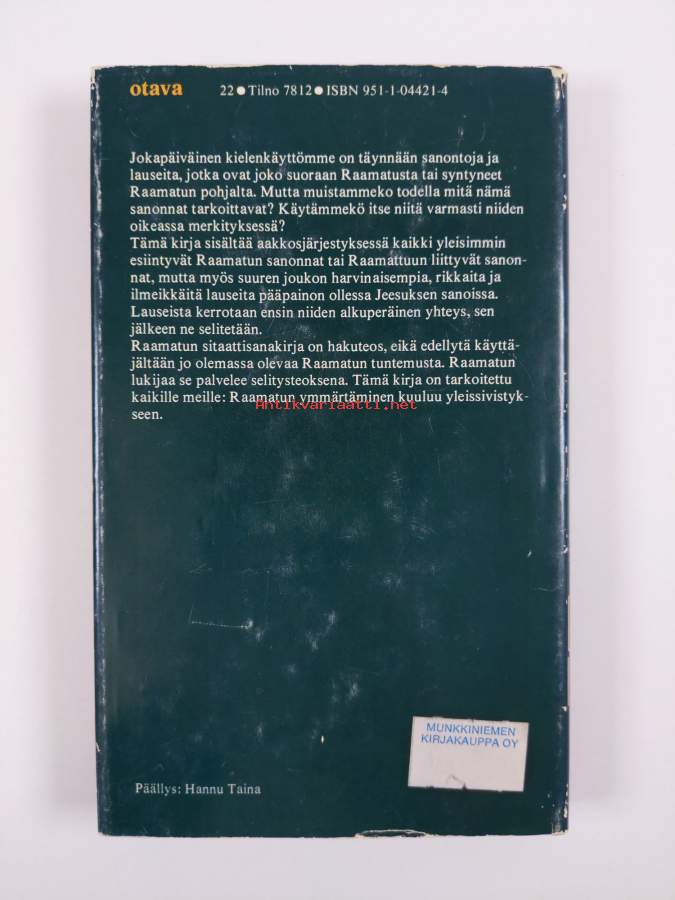 otava 22●Tilno 7812●ISBN 951-1-04421-4
Jokapäiväinen kielenkäyttömme on täynnään sanontoja ja
lauseita, jotka ovat joko suoraan Raamatusta tai syntyneet
Raamatun pohjalta. Mutta muistammeko todella mitä nämä
sanonnat tarkoittavat? Käytämmekö itse niitä varmasti niiden
oikeassa merkityksessä?
Tämä kirja sisältää aakkosjärjestyksessä kaikki yleisimmin
esiintyvät Raamatun sanonnat tai Raamattuun liittyvät sanon-
nat, mutta myös suuren joukon harvinaisempia, rikkaita ja
ilmeikkäitä lauseita pääpainon ollessa Jeesuksen sanoissa.
Lauseista kerrotaan ensin niiden alkuperäinen yhteys, sen
jälkeen ne selitetään.
Raamatun sitaattisanakirja on hakuteos, eikä edellytä käyttä-
jältään jo olemassa olevaa Raamatun tuntemusta. Raamatun
lukijaa se palvelee selitysteoksena. Tämä kirja on tarkoitettu
kaikille meille: Raamatun ymmärtäminen kuuluu yleissivistyk-
seen.
Antikvariaatti.net
MUNKKINIEMEN
KIRJAKAUPPA OY
Päällys: Hannu Taina